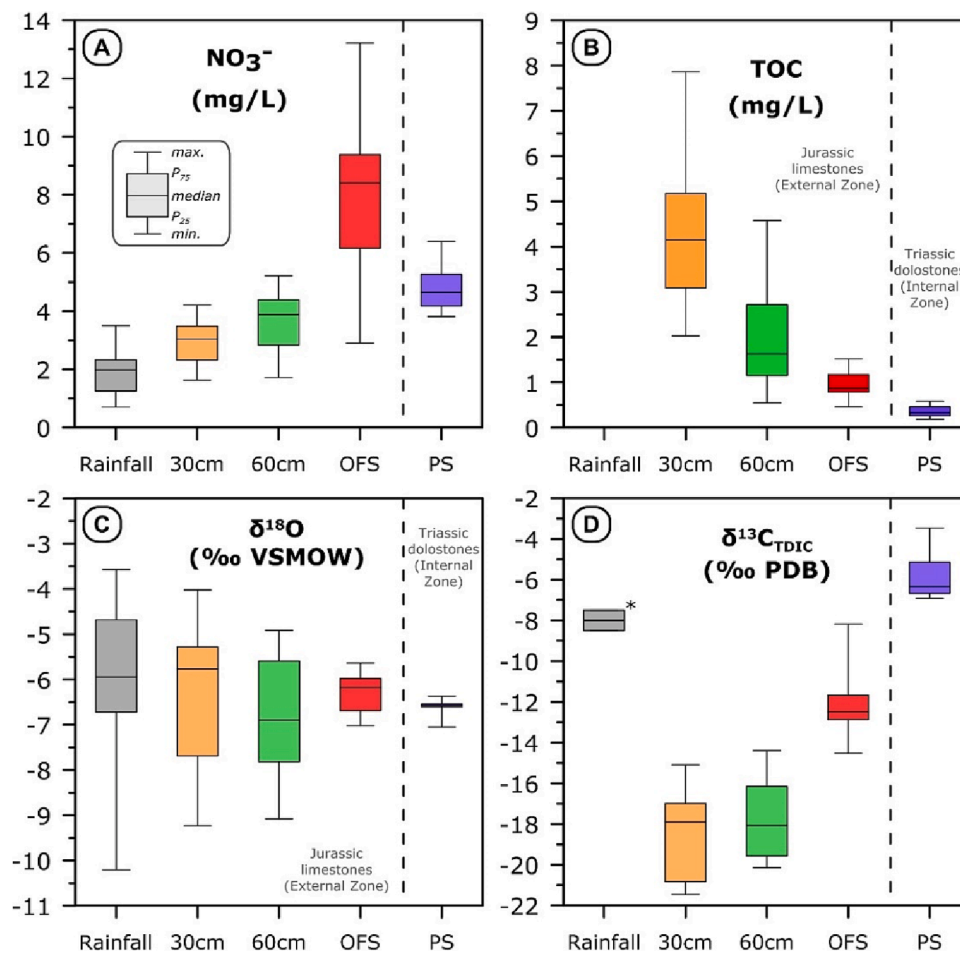 A
NO₃⁻
(mg/L)
max.
P₇₅
median
P₂₅
min.
14
12
10
8
6
4
2
0
Rainfall 30cm 60cm OFS PS
B
TOC
(mg/L)
Jurassic
limestones
(External Zone)
Triassic
dolostones
(Internal
Zone)
9
8
7
6
5
4
3
2
1
0
Rainfall 30cm 60cm OFS PS
C
δ¹⁸O
(‰ VSMOW)
Triassic
dolostones
(Internal
Zone)
Jurassic
limestones
(External Zone)
-2
-3
-4
-5
-6
-7
-8
-9
-10
-11
Rainfall 30cm 60cm OFS PS
D
δ¹³C_TDIC
(‰ PDB)
*
-2
-4
-6
-8
-10
-12
-14
-16
-18
-20
-22
Rainfall 30cm 60cm OFS PS